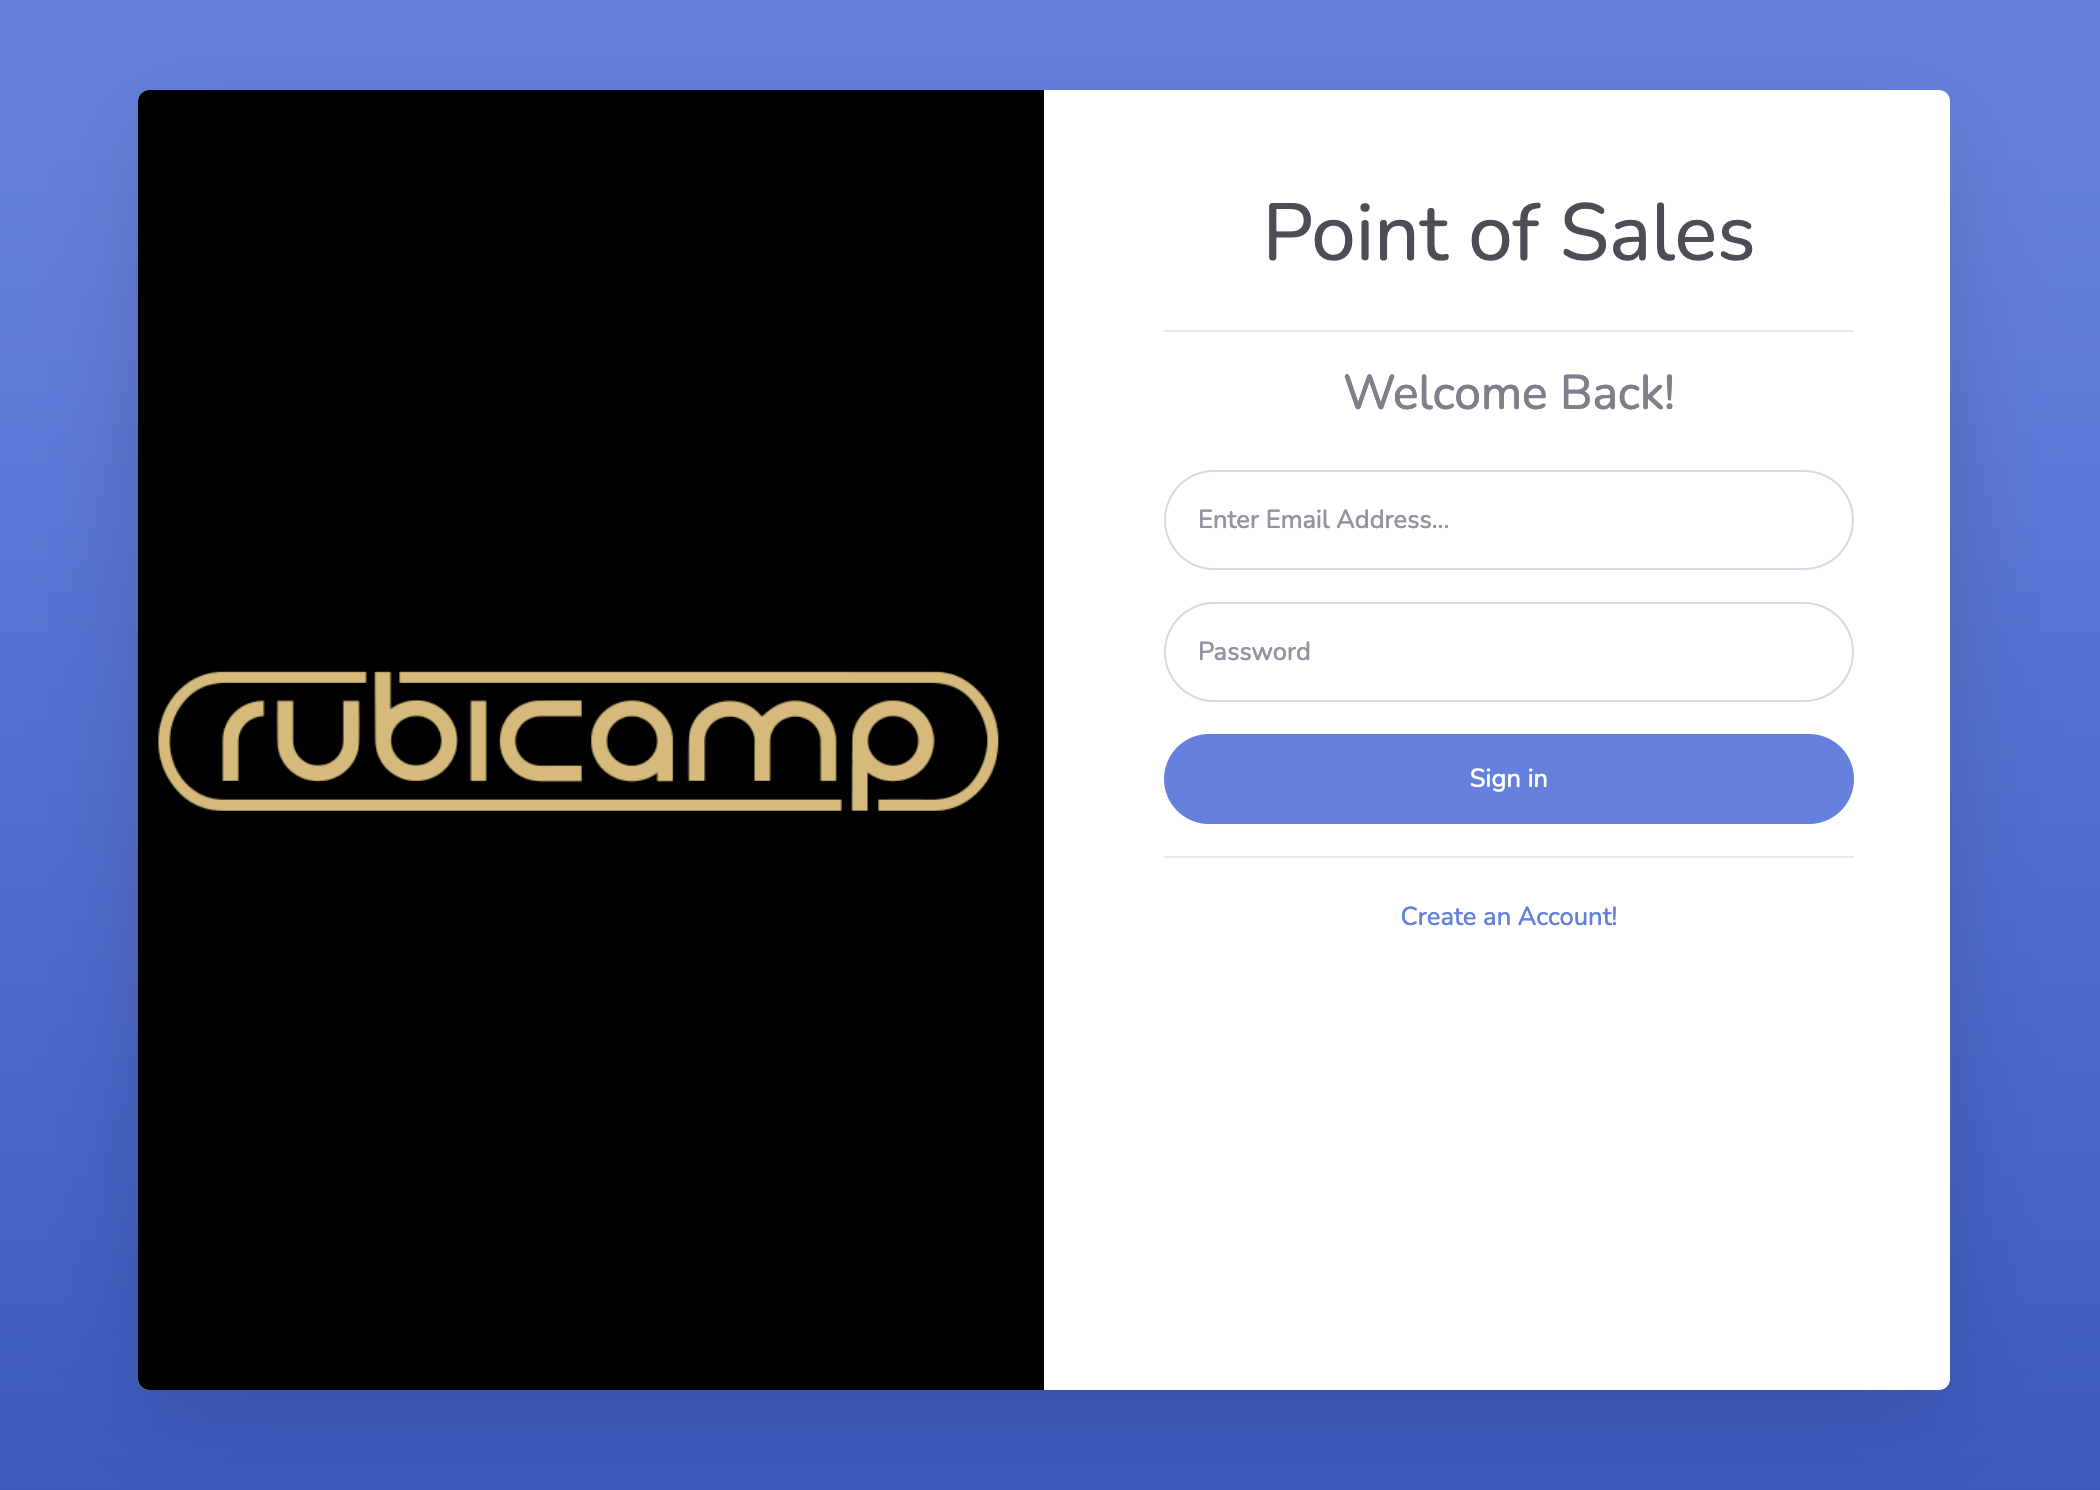 rubicamp
Point of Sales
Welcome Back!
Enter Email Address...
Password
Sign in
Create an Account!